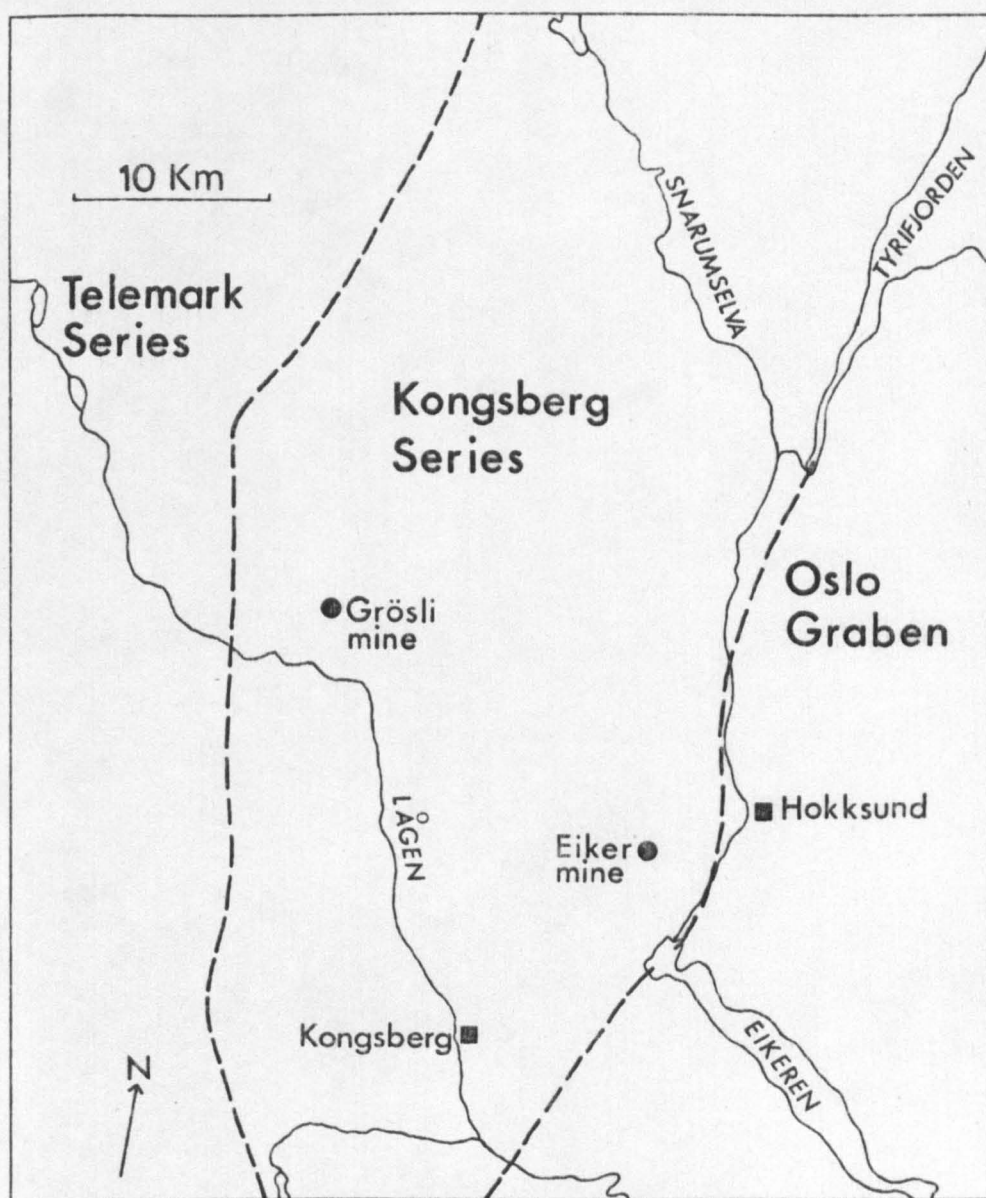 10 Km
Telemark
Series
SNARUMSELVA
TYRIFJORDEN
Kongsberg
Series
Oslo
Graben
Grösli
mine
LÅGEN
Hokksund
Eiker
mine
Kongsberg
EIKEREN
N